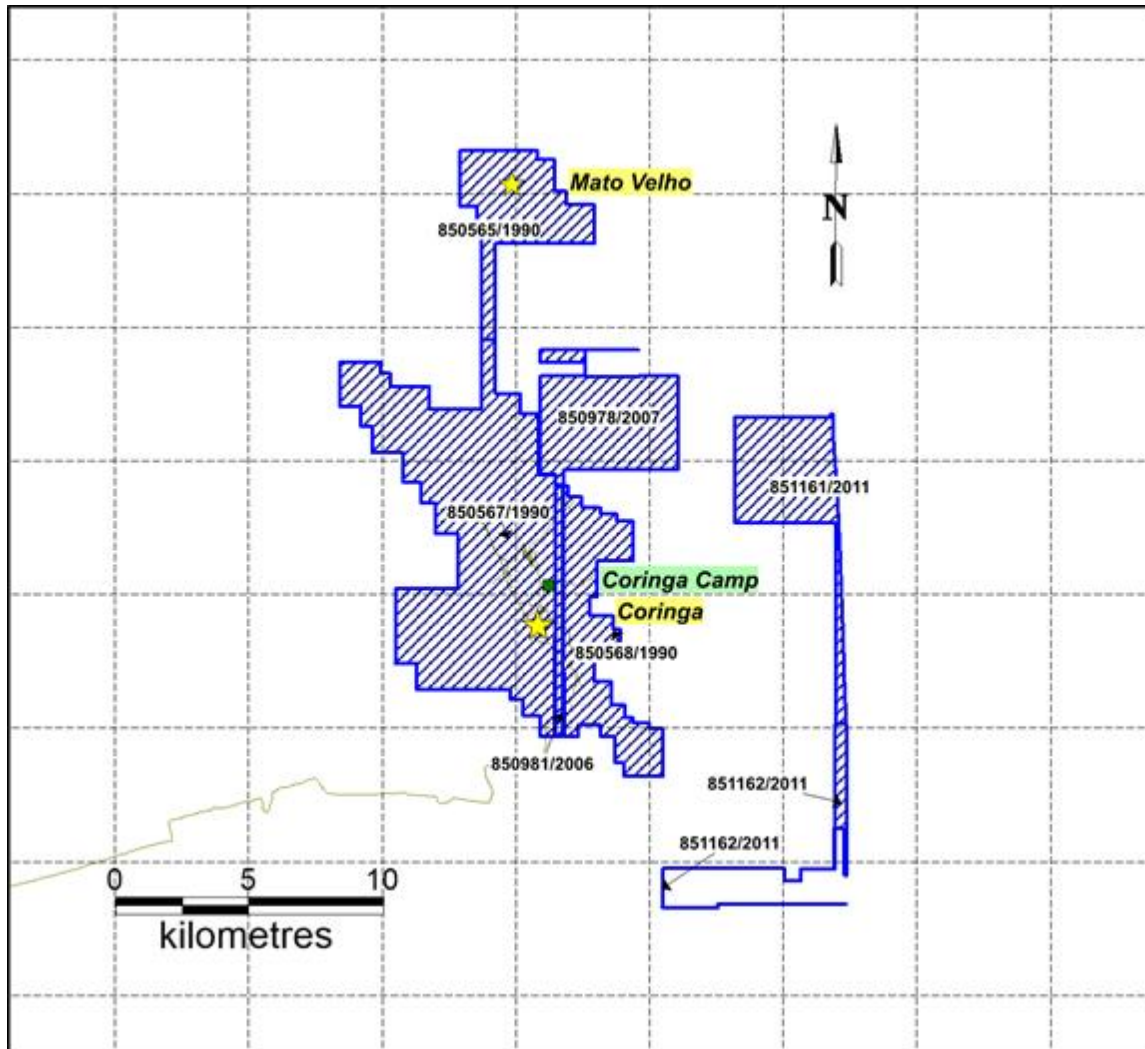 Mato Velho
N
850565/1990
850978/2007
851161/2011
850567/1990
Coringa Camp
Coringa
850568/1990
850981/2006
851162/2011
851162/2011
0 5 10
kilometres